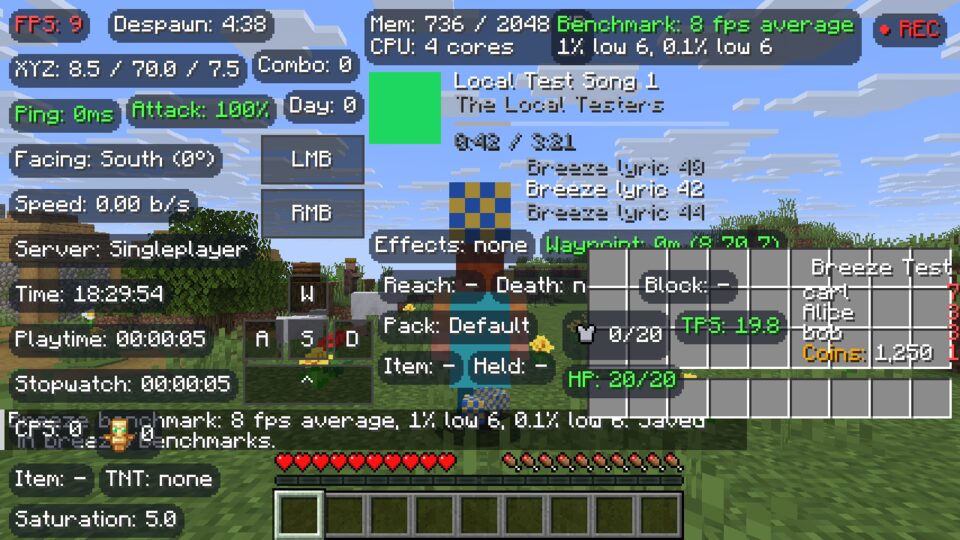 FPS: 9
Despawn: 4:38
Mem: 736 / 2048
CPU: 4 cores
Benchmark: 8 fps average
1% low 6, 0.1% low 6
REC
XYZ: 8.5 / 70.0 / 7.5
Combo: 0
Local Test Song 1
The Local Testers
0:42 / 3:21
Ping: 0ms
Attack: 100%
Day: 0
Facing: South (0°)
LMB
Breeze lyric 40
Breeze lyric 42
Breeze lyric 44
Speed: 0.00 b/s
RMB
Server: Singleplayer
Effects: none
Waypoint: 0m (8,70,7)
Breeze Test
Time: 18:29:54
W
Reach: -
Death: n
Block: -
carl
Alice
bob
Coins: 1,250
Playtime: 00:00:05
A
S
D
Pack: Default
0/20
TPS: 19.8
Stopwatch: 00:00:05
^
Item: -
Held: -
HP: 20/20
Breeze benchmark: 8 fps average, 1% low 6, 0.1% low 6. Saved
in breeze benchmarks.
CPS: 0
0
Item: -
TNT: none
Saturation: 5.0